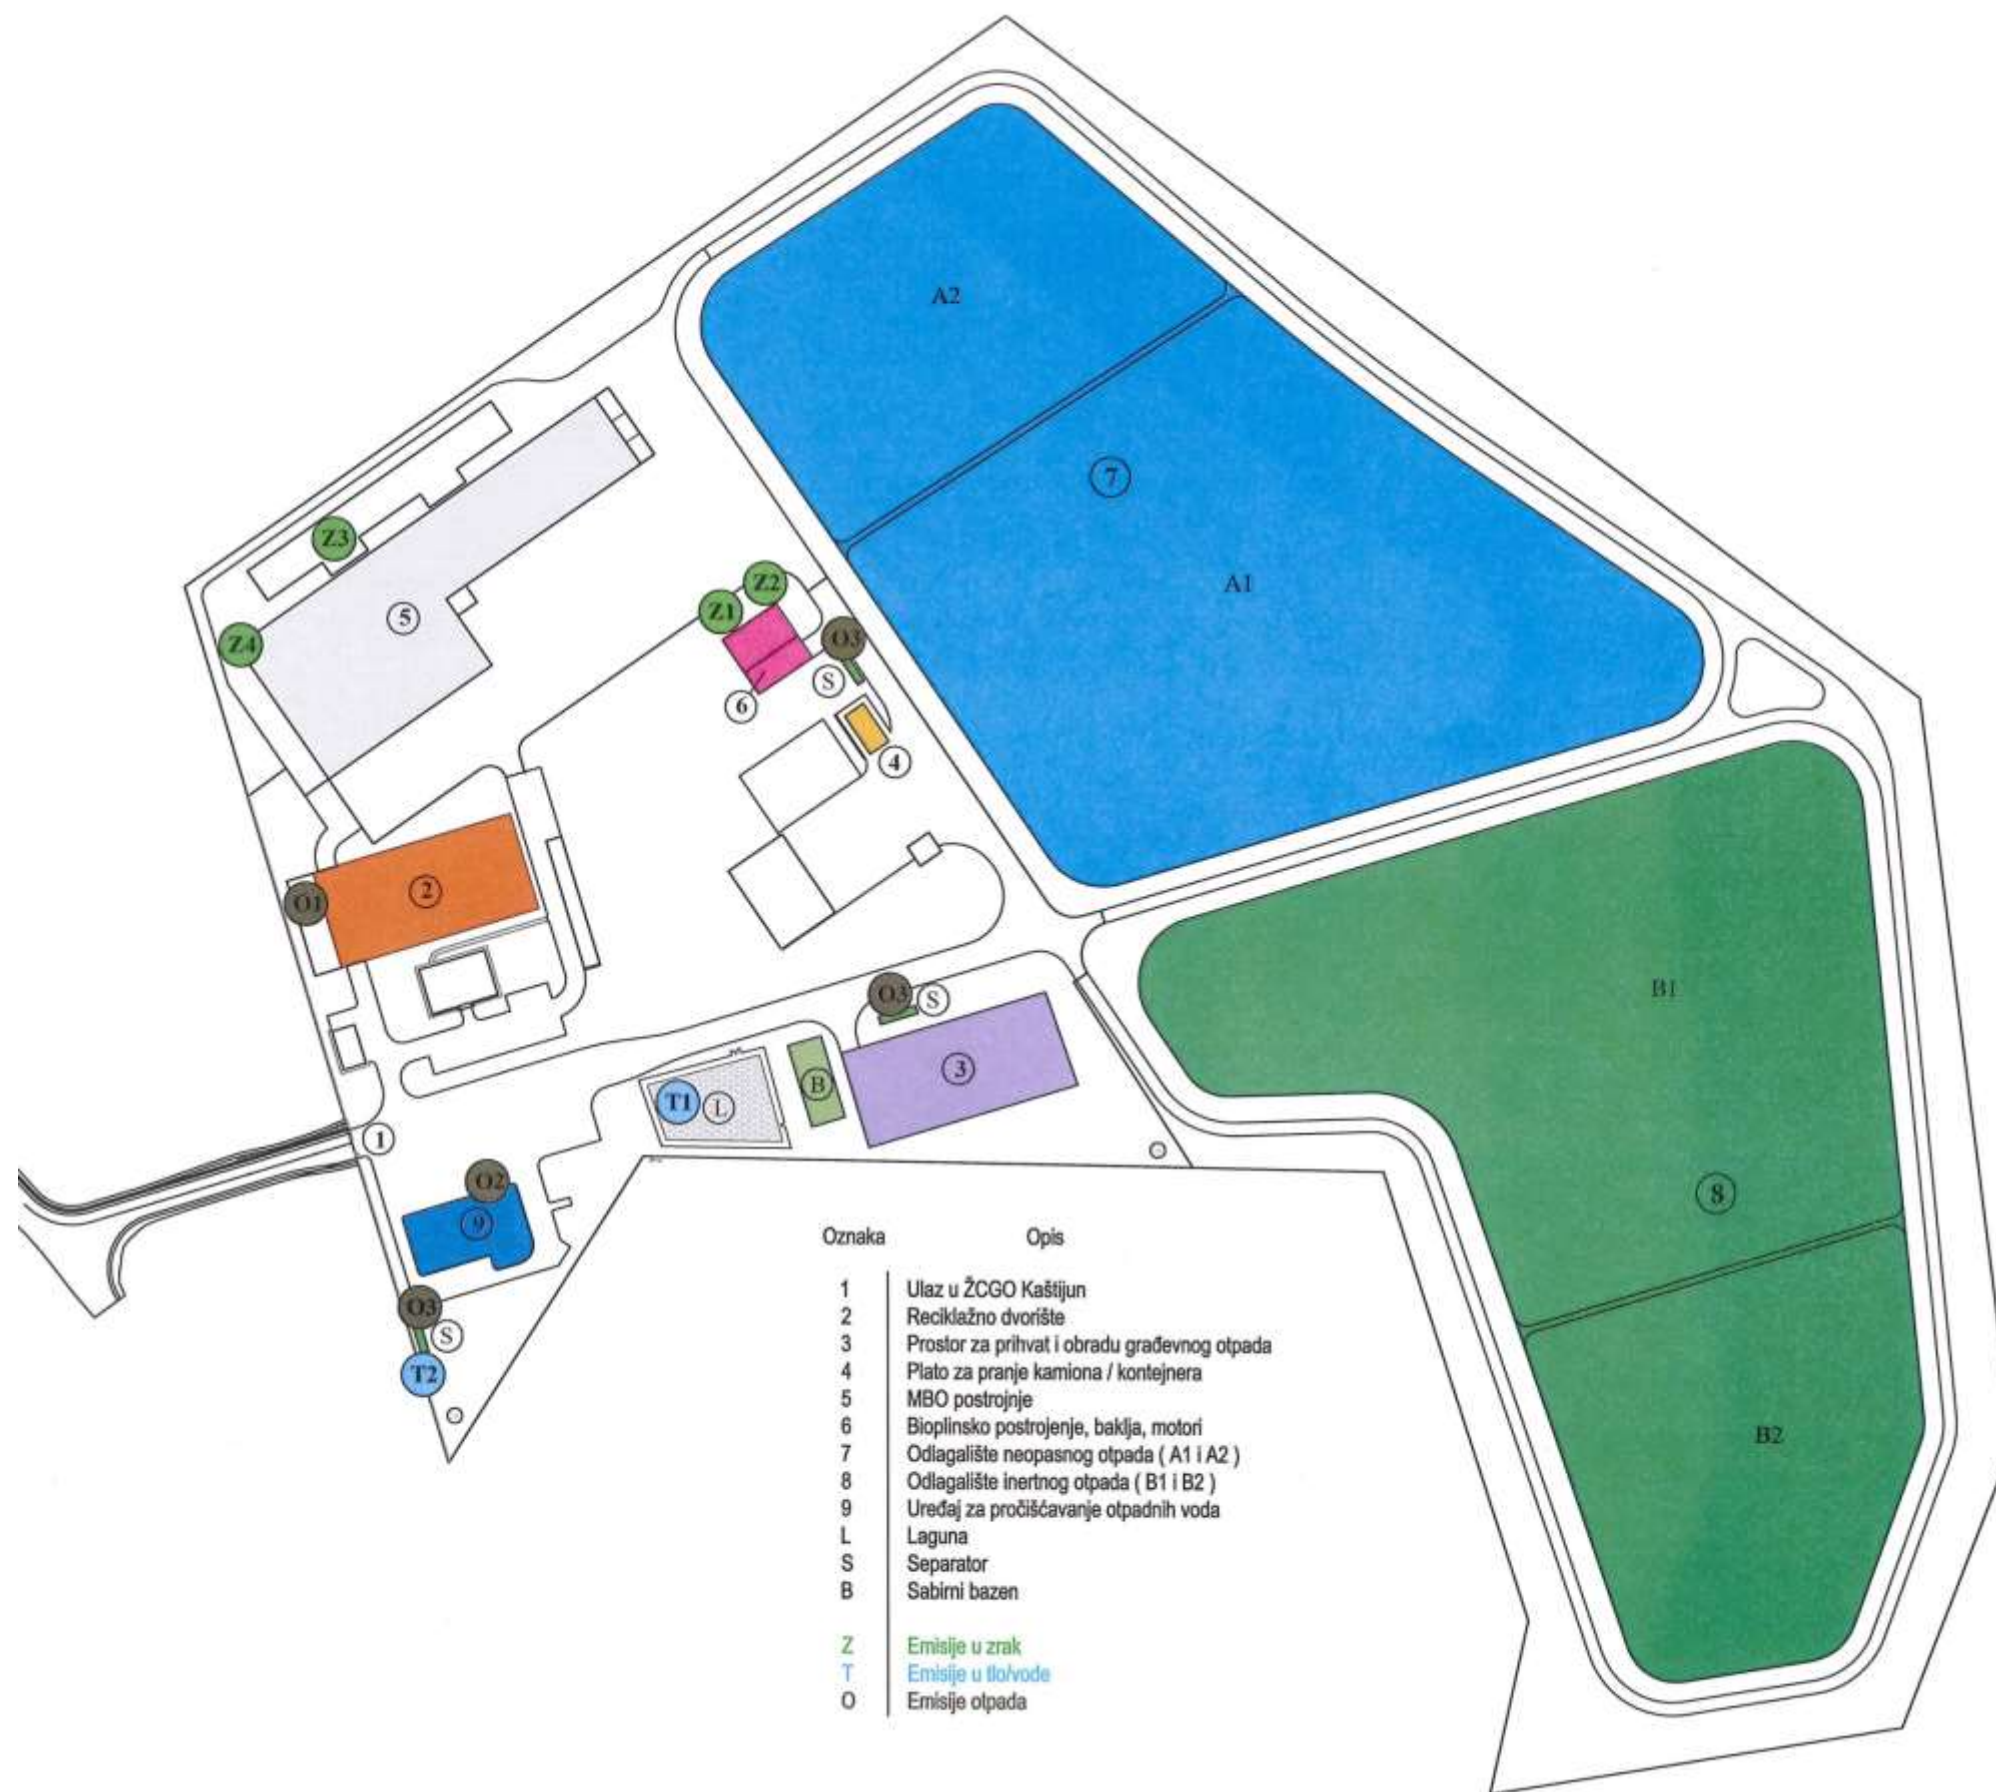 A2
7
Z3
A1
Z2
Z1
5
O3
Z4
S
6
4
2
O1
B1
O3
S
3
B
T1
L
1
O2
8
9
Oznaka Opis
1 Ulaz u ŽCGO Kaštijun
2 Reciklažno dvorište
O3
S
3 Prostor za prihvat i obradu građevnog otpada
T2
4 Plato za pranje kamiona / kontejnera
5 MBO postrojnje
6 Bioplinsko postrojenje, baklja, motori
B2
7 Odlagalište neopasnog otpada ( A1 i A2 )
8 Odlagalište inertnog otpada ( B1 i B2 )
9 Uređaj za pročišćavanje otpadnih voda
L Laguna
S Separator
B Sabirni bazen
Z Emisije u zrak
T Emisije u tlo/vode
O Emisije otpada